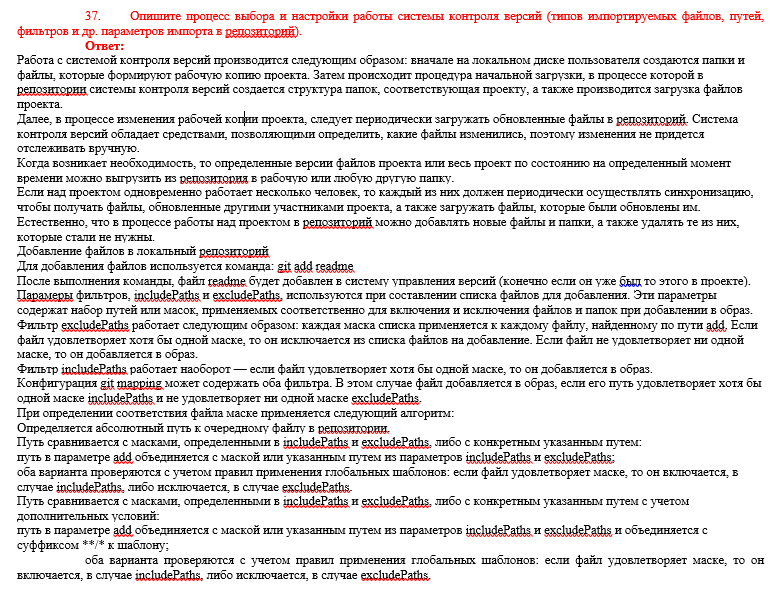 37. Опишите процесс выбора и настройки работы системы контроля версий (типов импортируемых файлов, путей,
фильтров и др. параметров импорта в репозиторий).
Ответ:
Работа с системой контроля версий производится следующим образом: вначале на локальном диске пользователя создаются папки и
файлы, которые формируют рабочую копию проекта. Затем происходит процедура начальной загрузки, в процессе которой в
репозитории системы контроля версий создается структура папок, соответствующая проекту, а также производится загрузка файлов
проекта.
Далее, в процессе изменения рабочей копии проекта, следует периодически загружать обновленные файлы в репозиторий. Система
контроля версий обладает средствами, позволяющими определить, какие файлы изменились, поэтому изменения не придется
отслеживать вручную.
Когда возникает необходимость, то определенные версии файлов проекта или весь проект по состоянию на определенный момент
времени можно выгрузить из репозитория в рабочую или любую другую папку.
Если над проектом одновременно работает несколько человек, то каждый из них должен периодически осуществлять синхронизацию,
чтобы получать файлы, обновленные другими участниками проекта, а также загружать файлы, которые были обновлены им.
Естественно, что в процессе работы над проектом в репозиторий можно добавлять новые файлы и папки, а также удалять те из них,
которые стали не нужны.
Добавление файлов в локальный репозиторий
Для добавления файлов используется команда: git add readme
После выполнения команды, файл readme будет добавлен в систему управления версий (конечно если он уже был то этого в проекте).
Парамеры фильтров, includePaths и excludePaths, используются при составлении списка файлов для добавления. Эти параметры
содержат набор путей или масок, применяемых соответственно для включения и исключения файлов и папок при добавлении в образ.
Фильтр excludePaths работает следующим образом: каждая маска списка применяется к каждому файлу, найденному по пути add. Если
файл удовлетворяет хотя бы одной маске, то он исключается из списка файлов на добавление. Если файл не удовлетворяет ни одной
маске, то он добавляется в образ.
Фильтр includePaths работает наоборот — если файл удовлетворяет хотя бы одной маске, то он добавляется в образ.
Конфигурация git mapping может содержать оба фильтра. В этом случае файл добавляется в образ, если его путь удовлетворяет хотя бы
одной маске includePaths и не удовлетворяет ни одной маске excludePaths.
При определении соответствия файла маске применяется следующий алгоритм:
Определяется абсолютный путь к очередному файлу в репозитории.
Путь сравнивается с масками, определенными в includePaths и excludePaths, либо с конкретным указанным путем:
путь в параметре add объединяется с маской или указанным путем из параметров includePaths и excludePaths;
оба варианта проверяются с учетом правил применения глобальных шаблонов: если файл удовлетворяет маске, то он включается, в
случае includePaths, либо исключается, в случае excludePaths.
Путь сравнивается с масками, определенными в includePaths и excludePaths, либо с конкретным указанным путем с учетом
дополнительных условий:
путь в параметре add объединяется с маской или указанным путем из параметров includePaths и excludePaths и объединяется с
суффиксом **/* к шаблону;
оба варианта проверяются с учетом правил применения глобальных шаблонов: если файл удовлетворяет маске, то он
включается, в случае includePaths, либо исключается, в случае excludePaths.